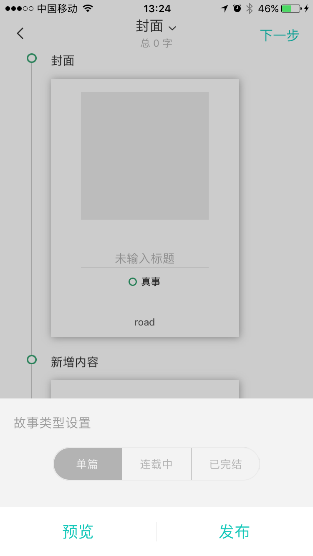 中国移动
13:24
46%
封面
总 0 字
下一步
封面
未输入标题
真事
road
新增内容
故事类型设置
单篇
连载中
已完结
预览
发布